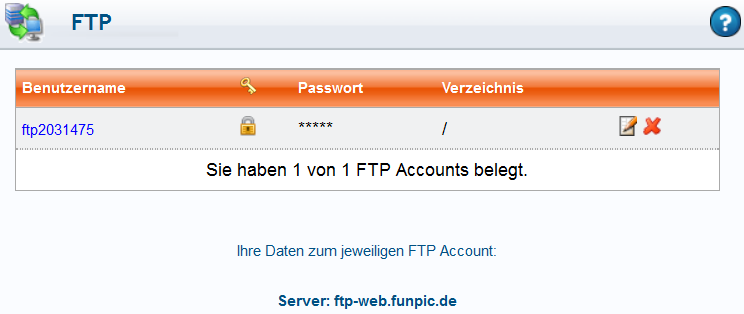 FTP
Benutzername Passwort Verzeichnis
ftp2031475 ***** /
Sie haben 1 von 1 FTP Accounts belegt.
Ihre Daten zum jeweiligen FTP Account:
Server: ftp-web.funpic.de